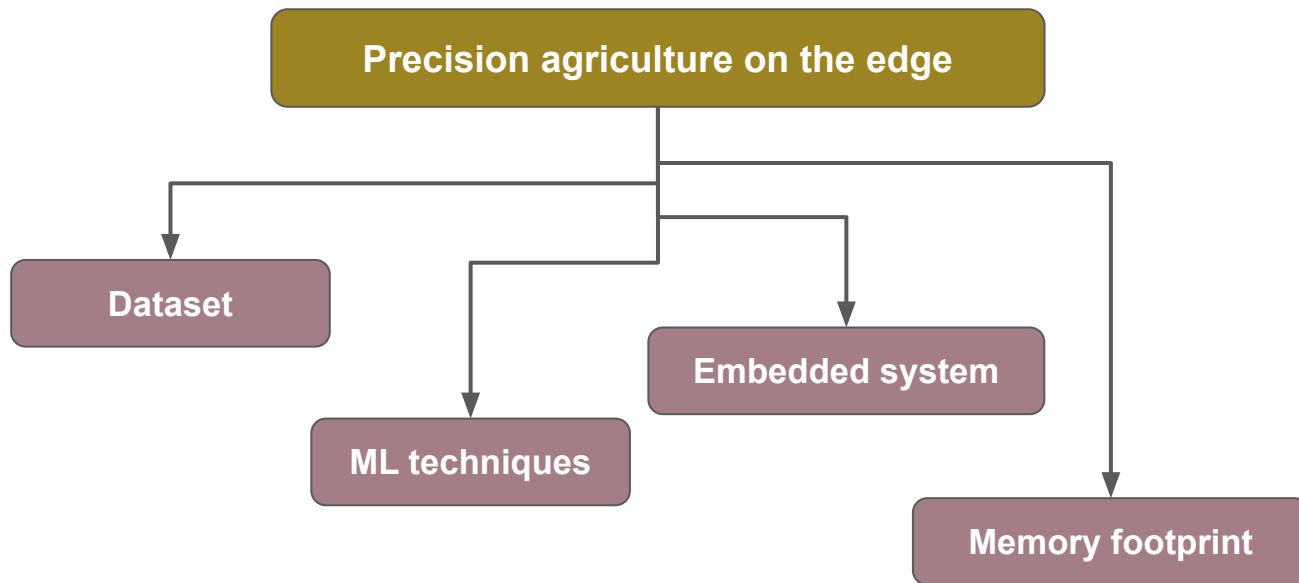 Precision agriculture on the edge
Dataset
Embedded system
ML techniques
Memory footprint